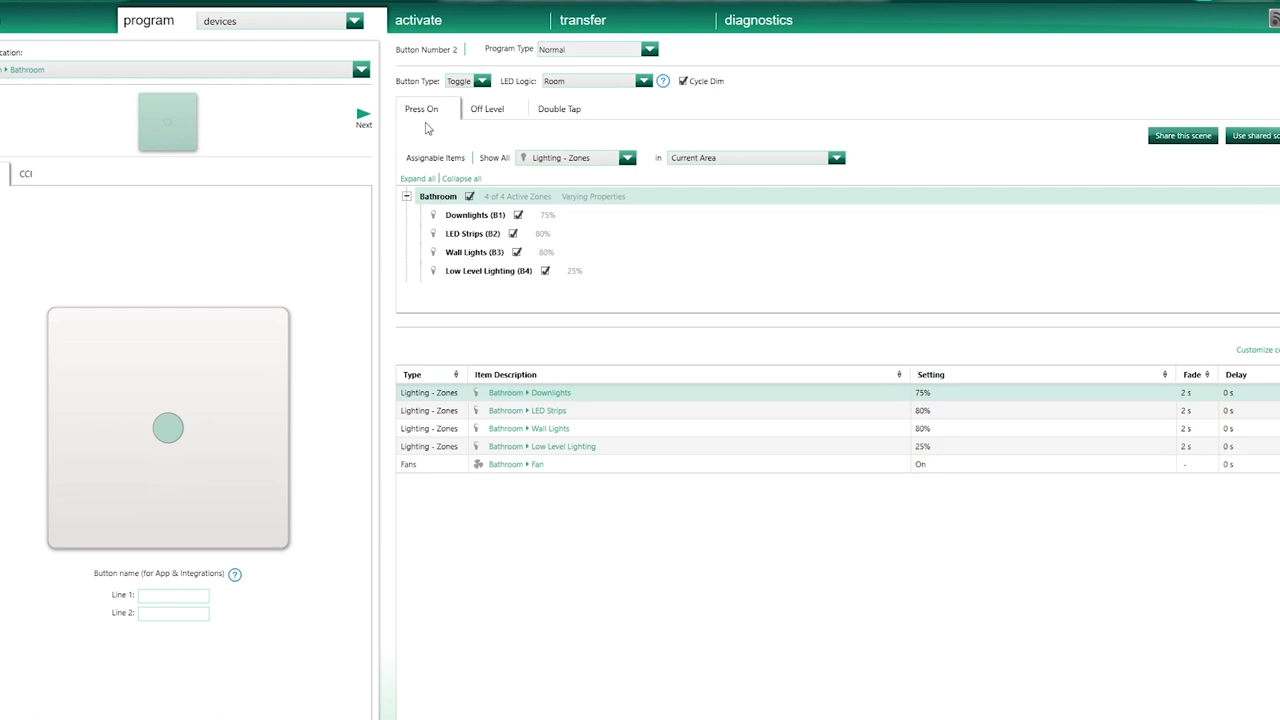 program devices activate transfer diagnostics
cation:
Bathroom
Next
CCI
Button name (for App & Integrations) ?
Line 1:
Line 2:
Button Number 2 Program Type Normal
Button Type: Toggle LED Logic: Room ? Cycle Dim
Press On Off Level Double Tap
Share this scene Use shared sc
Assignable Items Show All Lighting - Zones in Current Area
Expand all Collapse all
Bathroom 4 of 4 Active Zones Varying Properties
Downlights (B1) 75%
LED Strips (B2) 80%
Wall Lights (B3) 80%
Low Level Lighting (B4) 25%
Customize co
Type Item Description Setting Fade Delay
Lighting - Zones Bathroom Downlights 75% 2 s 0 s
Lighting - Zones Bathroom LED Strips 80% 2 s 0 s
Lighting - Zones Bathroom Wall Lights 80% 2 s 0 s
Lighting - Zones Bathroom Low Level Lighting 25% 2 s 0 s
Fans Bathroom Fan On - 0 s